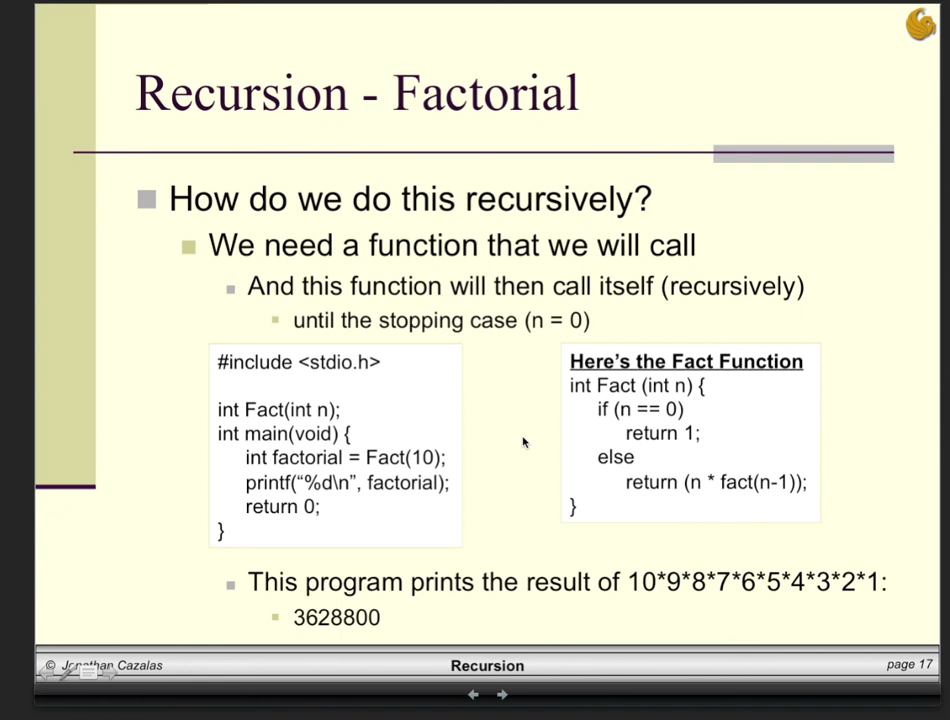 Recursion - Factorial
How do we do this recursively?
We need a function that we will call
And this function will then call itself (recursively)
until the stopping case (n = 0)
#include <stdio.h>
int Fact(int n);
int main(void) {
int factorial = Fact(10);
printf(“%d\n”, factorial);
return 0;
}
Here’s the Fact Function
int Fact (int n) {
if (n == 0)
return 1;
else
return (n * fact(n-1));
}
This program prints the result of 10*9*8*7*6*5*4*3*2*1:
3628800
© Jonathan Cazalas
Recursion
page 17